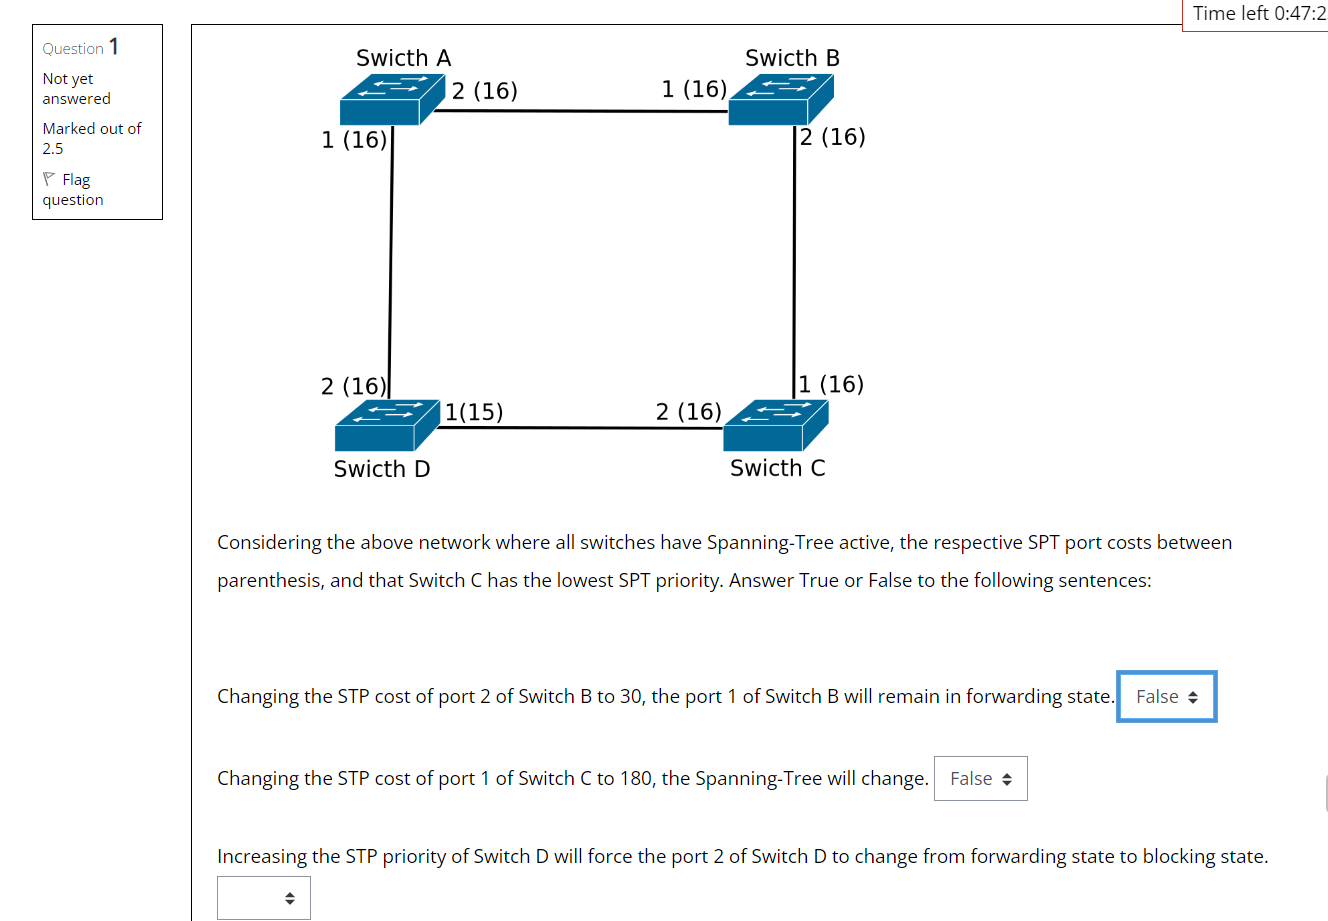 Time left 0:47:2
Question 1
Not yet
answered
Marked out of
2.5
Flag
question
Swicth A
Swicth B
2 (16)
1 (16)
1 (16)
2 (16)
2 (16)
1 (16)
1(15)
2 (16)
Swicth D
Swicth C
Considering the above network where all switches have Spanning-Tree active, the respective SPT port costs between
parenthesis, and that Switch C has the lowest SPT priority. Answer True or False to the following sentences:
Changing the STP cost of port 2 of Switch B to 30, the port 1 of Switch B will remain in forwarding state. False
Changing the STP cost of port 1 of Switch C to 180, the Spanning-Tree will change. False
Increasing the STP priority of Switch D will force the port 2 of Switch D to change from forwarding state to blocking state.